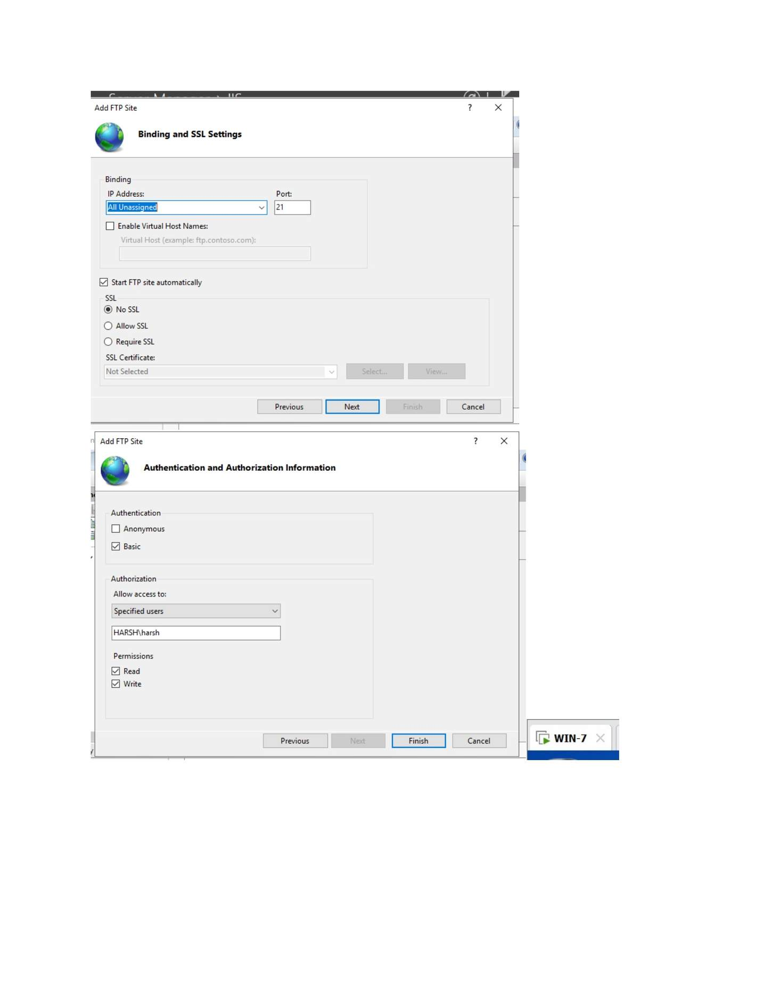 Server Manager › IIS
Add FTP Site ?
Binding and SSL Settings
Binding
IP Address: Port:
All Unassigned 21
Enable Virtual Host Names:
Virtual Host (example: ftp.contoso.com):
Start FTP site automatically
SSL
No SSL
Allow SSL
Require SSL
SSL Certificate:
Not Selected Select... View...
Previous Next Finish Cancel
Add FTP Site ?
Authentication and Authorization Information
Authentication
Anonymous
Basic
Authorization
Allow access to:
Specified users
HARSH\harsh
Permissions
Read
Write
Previous Next Finish Cancel
WIN-7